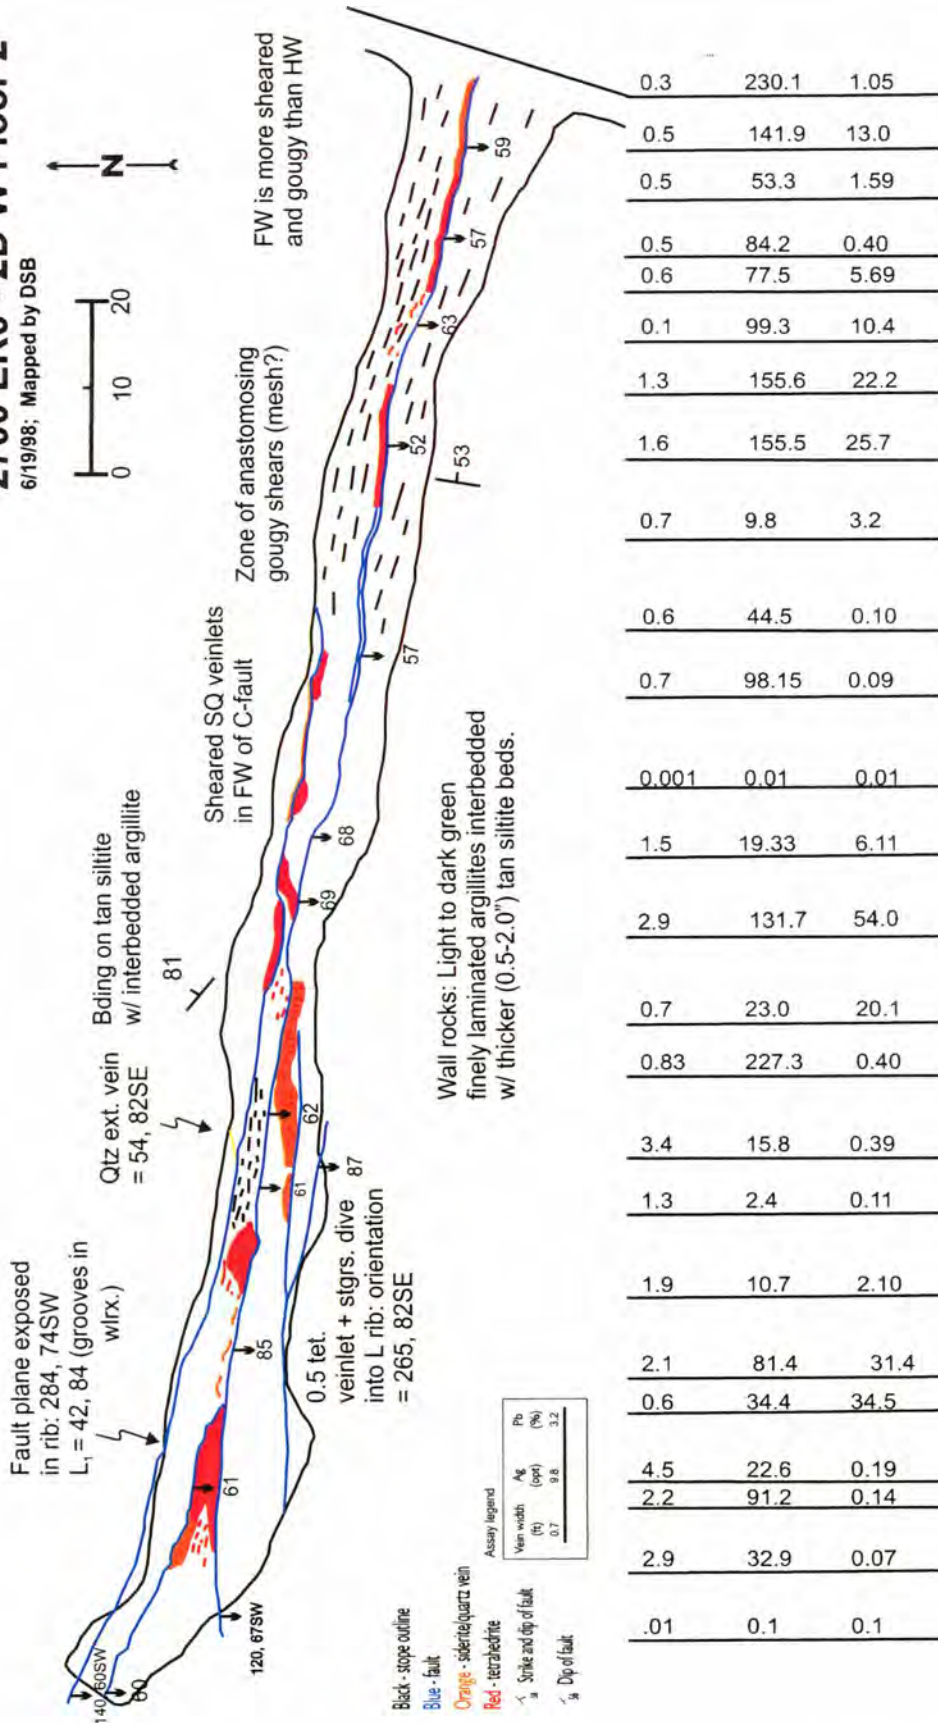 6/19/98; Mapped by DSB
N
0 10 20
FW is more sheared
and gougy than HW
Zone of anastomosing
gougy shears (mesh?)
Sheared SQ veinlets
in FW of C-fault
Bding on tan siltite
w/ interbedded argillite
Qtz ext. vein
= 54, 82SE
Fault plane exposed
in rib: 284, 74SW
L₁ = 42, 84 (grooves in
wlrx.)
59
57
63
52
53
57
68
69
81
62
61
87
85
61
60
140, 60SW
120, 67SW
0.5 tet.
veinlet + stgrs. dive
into L rib: orientation
= 265, 82SE
Wall rocks: Light to dark green
finely laminated argillites interbedded
w/ thicker (0.5-2.0") tan siltite beds.
Black - stope outline
Blue - fault
Orange - siderite/quartz vein
Red - tetrahedrite
Strike and dip of fault
Dip of fault
Assay legend
Vein width Ag Pb
(ft) (opt) (%)
0.7 9.8 3.2
0.3 230.1 1.05
0.5 141.9 13.0
0.5 53.3 1.59
0.5 84.2 0.40
0.6 77.5 5.69
0.1 99.3 10.4
1.3 155.6 22.2
1.6 155.5 25.7
0.7 9.8 3.2
0.6 44.5 0.10
0.7 98.15 0.09
0.001 0.01 0.01
1.5 19.33 6.11
2.9 131.7 54.0
0.7 23.0 20.1
0.83 227.3 0.40
3.4 15.8 0.39
1.3 2.4 0.11
1.9 10.7 2.10
2.1 81.4 31.4
0.6 34.4 34.5
4.5 22.6 0.19
2.2 91.2 0.14
2.9 32.9 0.07
.01 0.1 0.1